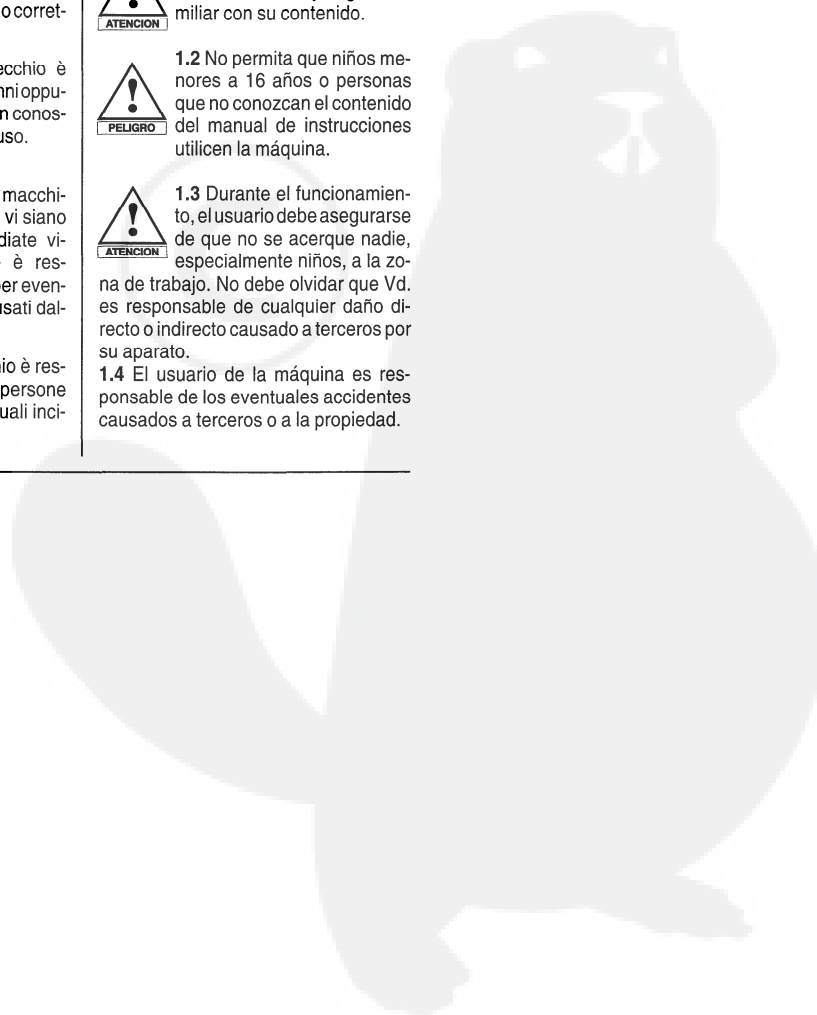 o corret-
ecchio è
nni oppu-
n conos-
uso.
macchi-
vi siano
diate vi-
è res-
er even-
usati dal-
io è res-
persone
uali inci-
ATENCION
miliar con su contenido.
PELIGRO
1.2 No permita que niños me-
nores a 16 años o personas
que no conozcan el contenido
del manual de instrucciones
utilicen la máquina.
ATENCION
1.3 Durante el funcionamien-
to, el usuario debe asegurarse
de que no se acerque nadie,
especialmente niños, a la zo-
na de trabajo. No debe olvidar que Vd.
es responsable de cualquier daño di-
recto o indirecto causado a terceros por
su aparato.
1.4 El usuario de la máquina es res-
ponsable de los eventuales accidentes
causados a terceros o a la propiedad.